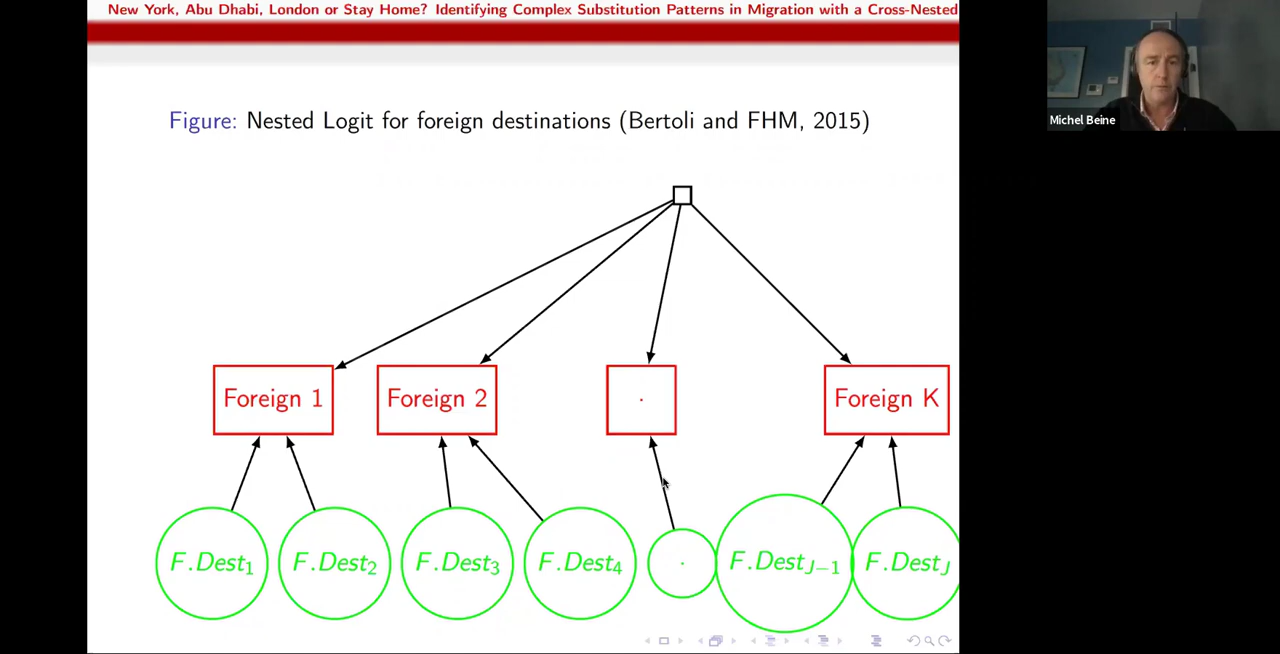 New York, Abu Dhabi, London or Stay Home? Identifying Complex Substitution Patterns in Migration with a Cross-Nested
Michel Beine
Figure: Nested Logit for foreign destinations (Bertoli and FHM, 2015)
Foreign 1
Foreign 2
.
Foreign K
F.Dest₁
F.Dest₂
F.Dest₃
F.Dest₄
.
F.Dest_{J−1}
F.Dest_J